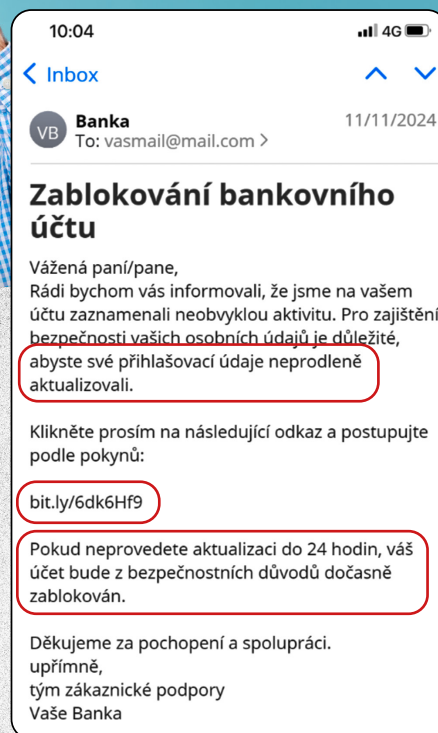 10:04
4G
Inbox
VB
Banka
11/11/2024
To: vasmail@mail.com >
Zablokování bankovního
účtu
Vážená paní/pane,
Rádi bychom vás informovali, že jsme na vašem
účtu zaznamenali neobvyklou aktivitu. Pro zajištění
bezpečnosti vašich osobních údajů je důležité,
abyste své přihlašovací údaje neprodleně
aktualizovali.
Klikněte prosím na následující odkaz a postupujte
podle pokynů:
bit.ly/6dk6Hf9
Pokud neprovedete aktualizaci do 24 hodin, váš
účet bude z bezpečnostních důvodů dočasně
zablokován.
Děkujeme za pochopení a spolupráci.
upřímně,
tým zákaznické podpory
Vaše Banka